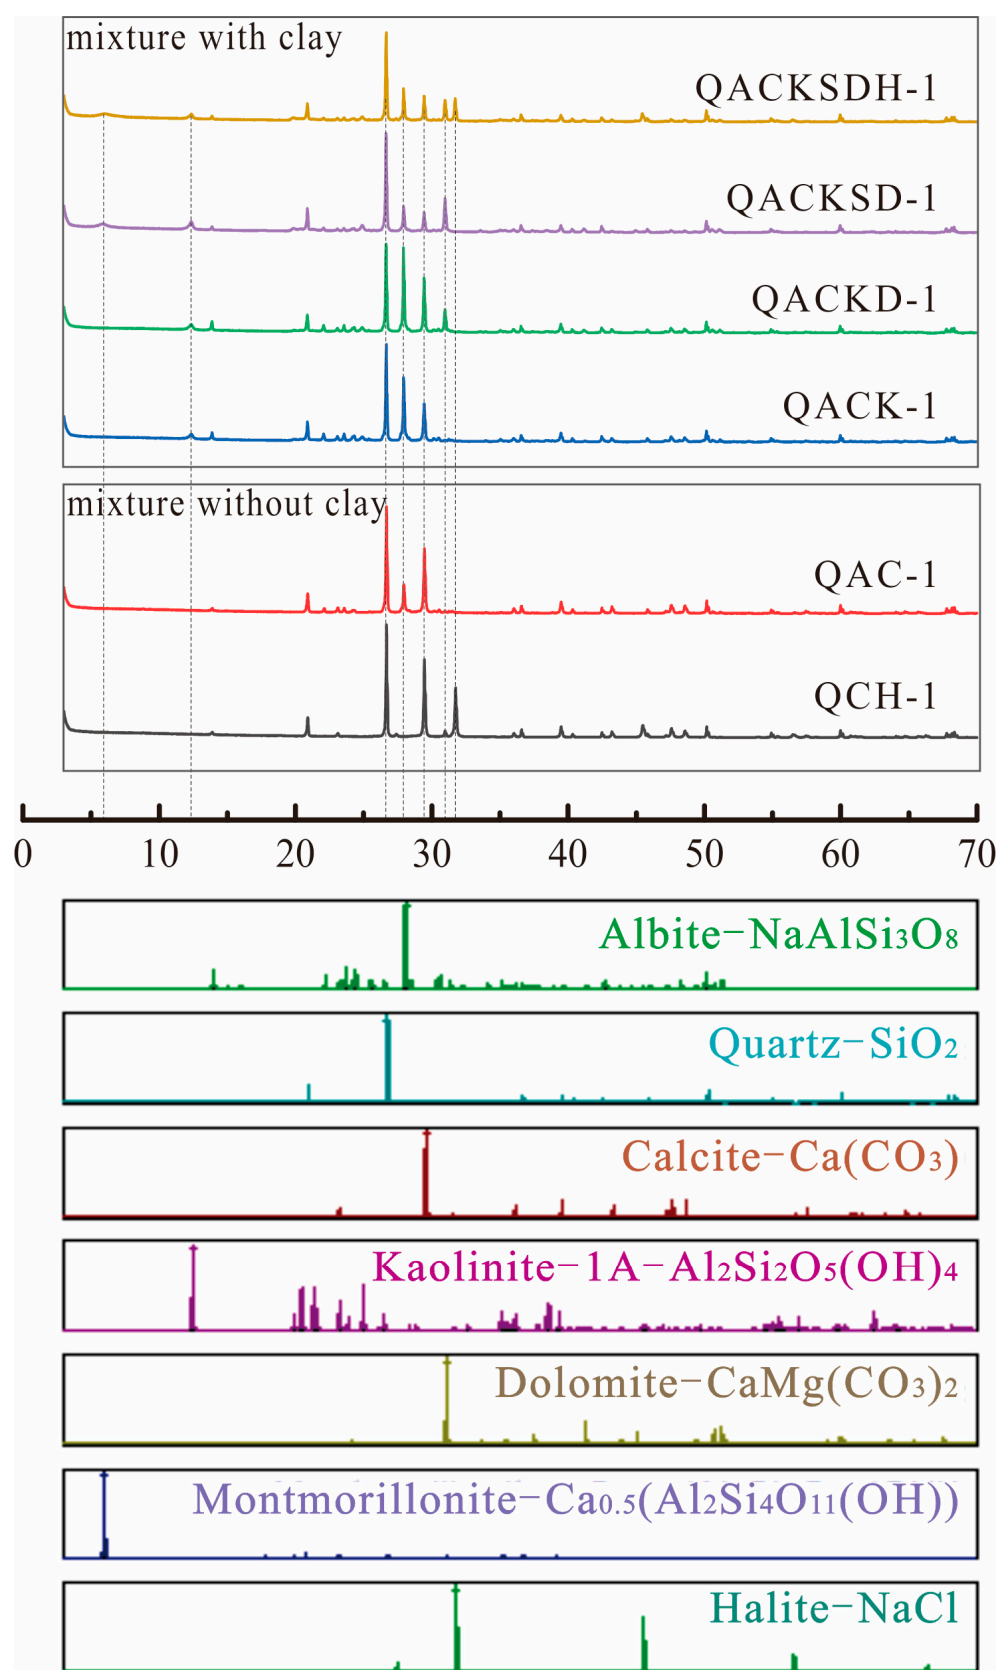 mixture with clay
QACKSDH-1
QACKSD-1
QACKD-1
QACK-1
mixture without clay
QAC-1
QCH-1
0 10 20 30 40 50 60 70
Albite-NaAlSi3O8
Quartz-SiO2
Calcite-Ca(CO3)
Kaolinite-1A-Al2Si2O5(OH)4
Dolomite-CaMg(CO3)2
Montmorillonite-Ca0.5(Al2Si4O11(OH))
Halite-NaCl